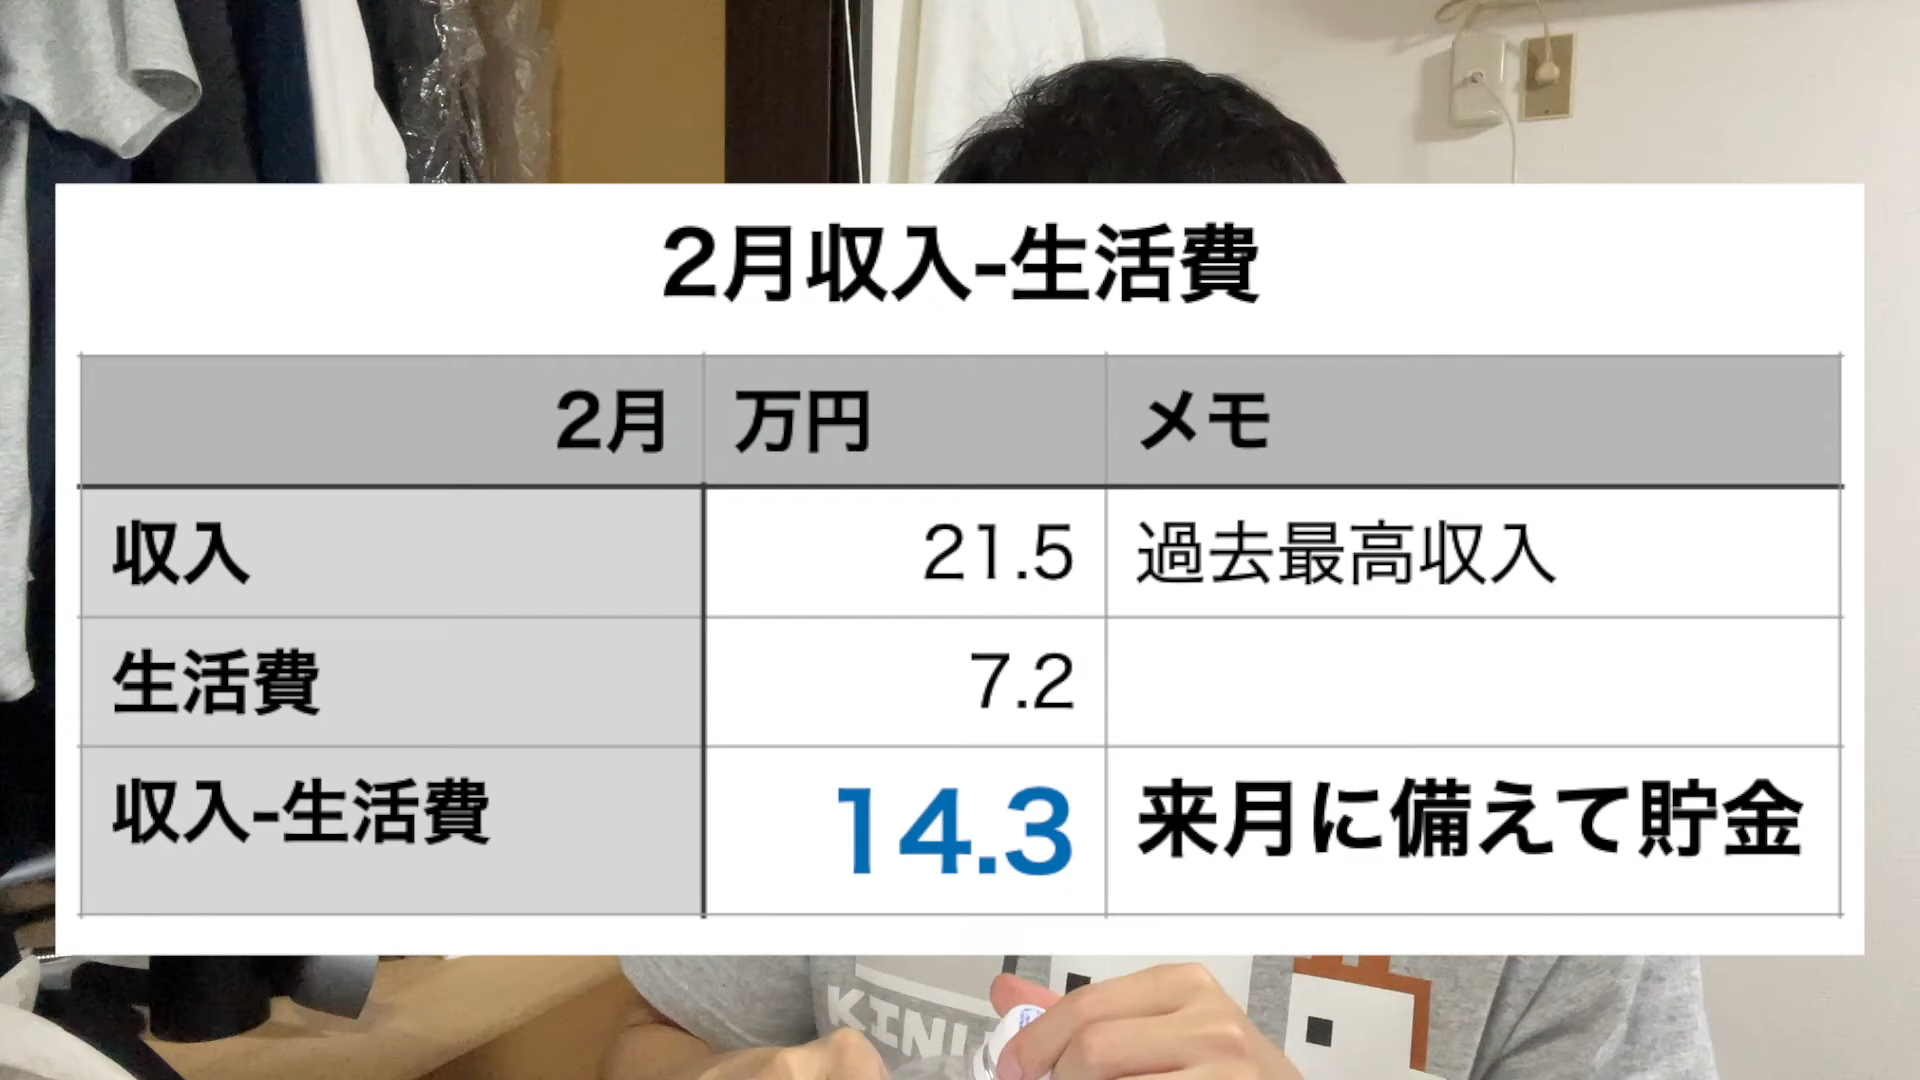 2月収入-生活費
2月 万円 メモ
収入 21.5 過去最高収入
生活費 7.2
収入-生活費 14.3 来月に備えて貯金